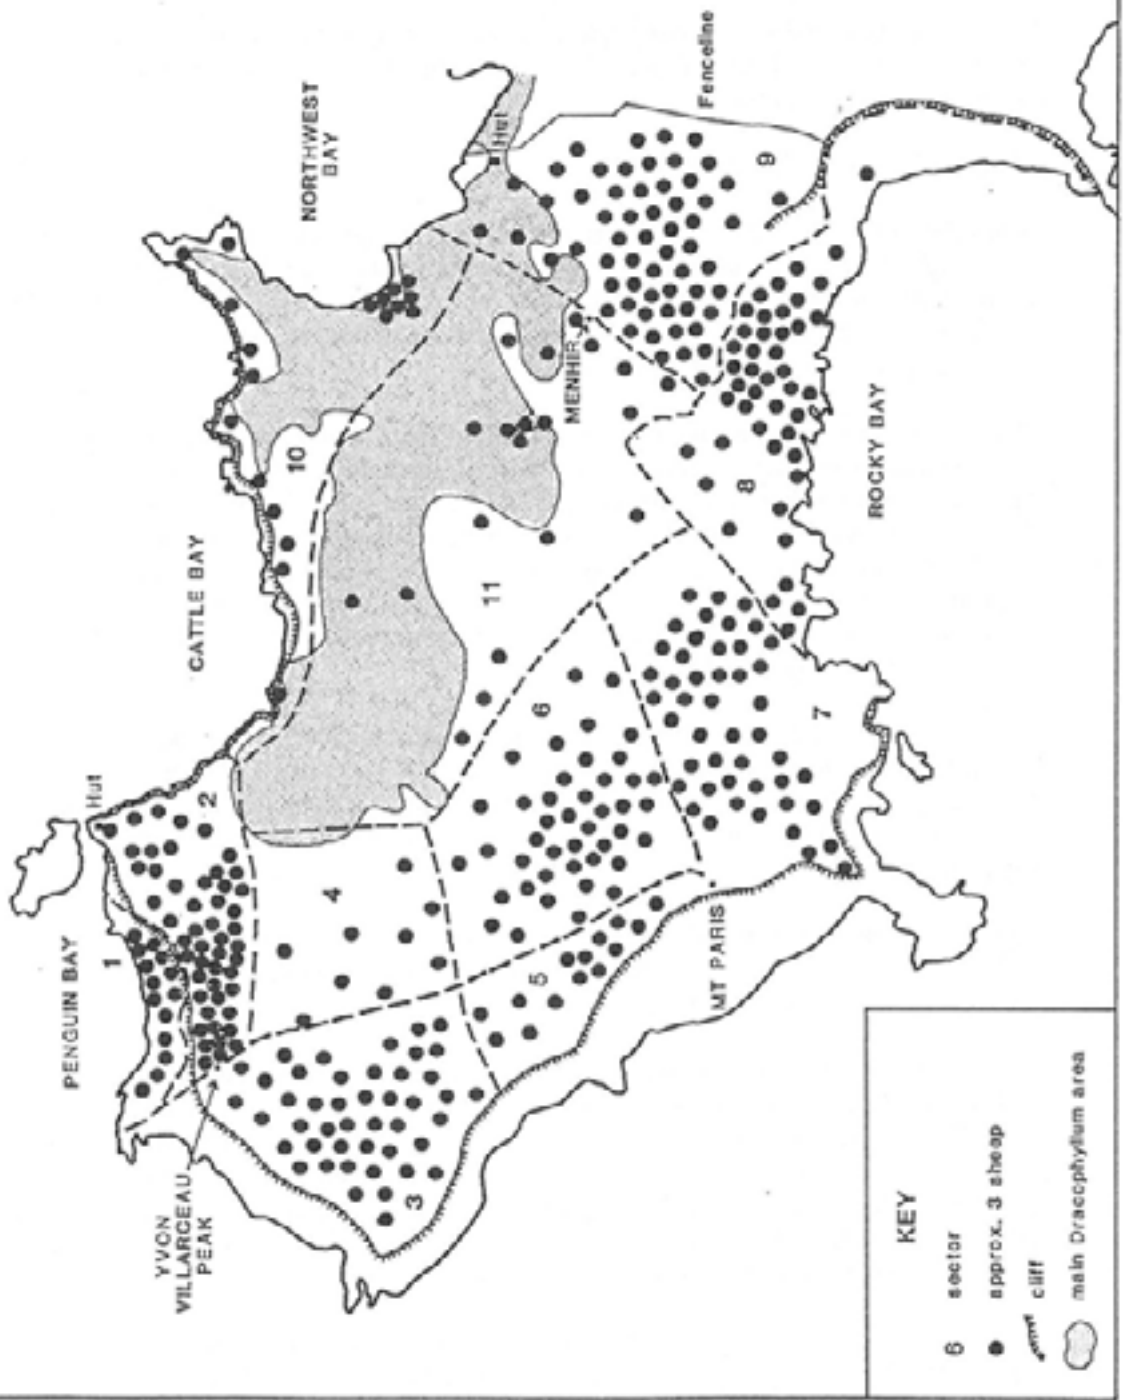 PENGUIN BAY
Hut
CATTLE BAY
NORTHWEST
BAY
Hut
Fenceline
YVON
VILLARCEAU
PEAK
1
2
10
3
4
11
MENHIR
9
5
6
8
MT PARIS
7
ROCKY BAY
KEY
6 sector
approx. 3 sheep
cliff
main Dracophyllum area